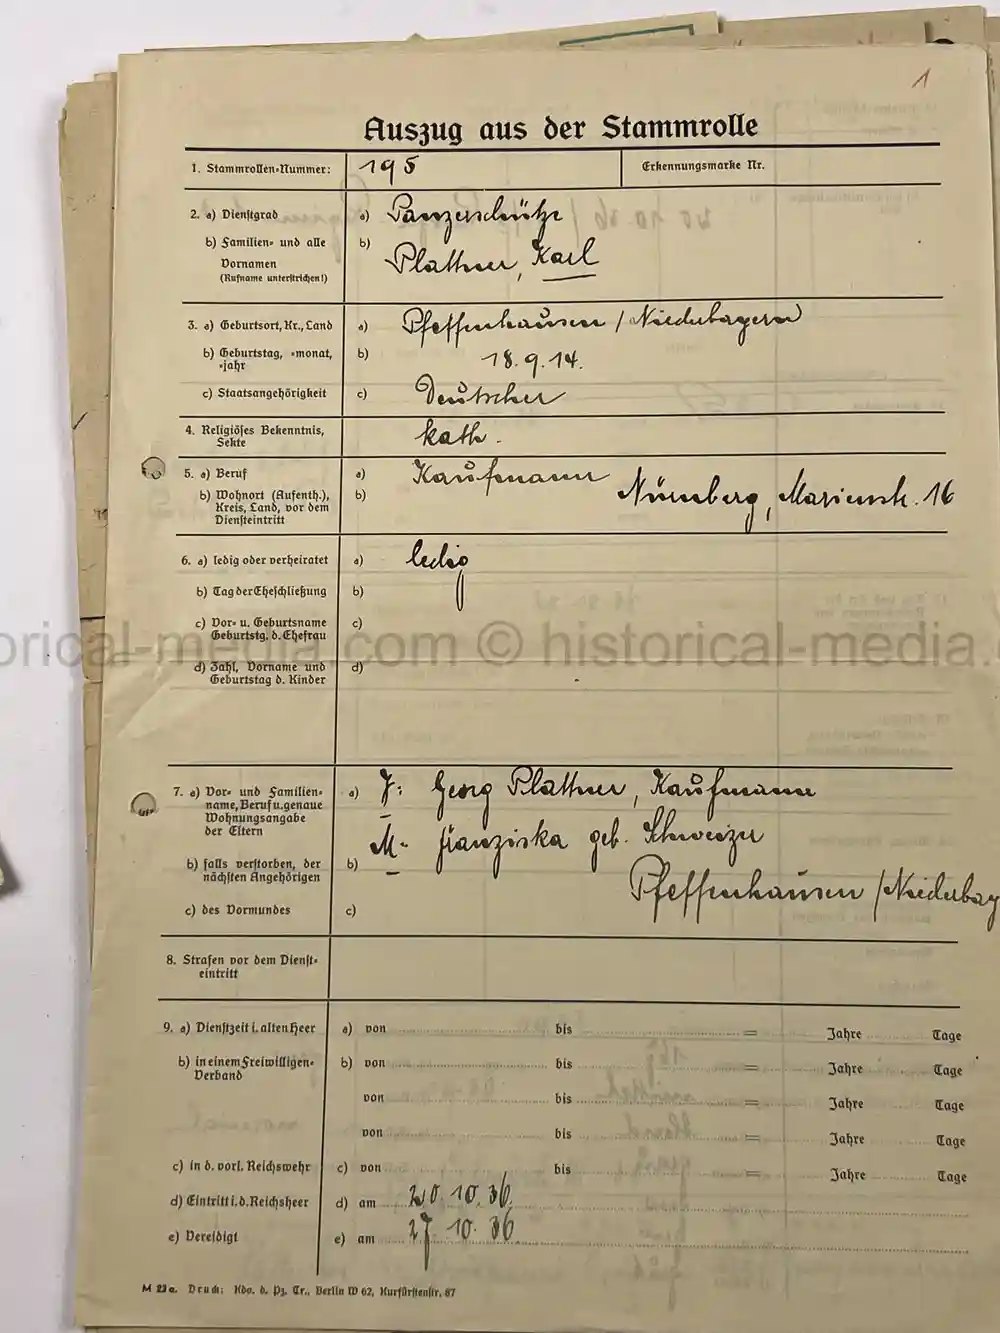 1
Auszug aus der Stammrolle
1. Stammrollen-Nummer: 195 Erkennungsmarke Nr.
2. a) Dienstgrad a) Panzerschütze
b) Familien- und alle b) Plattner, Karl
Vornamen
(Rufname unterstrichen!)
3. a) Geburtsort, Kr., Land a) Pfeffenhausen / Niederbayern
b) Geburtstag, -monat, b) 18.9.14.
-jahr
c) Staatsangehörigkeit c) Deutscher
4. Religiöses Bekenntnis, kath.
Sekte
5. a) Beruf a) Kaufmann
b) Wohnort (Aufenth.), b) Nürnberg, Marienstr. 16
Kreis, Land, vor dem
Diensteintritt
6. a) ledig oder verheiratet a) ledig
b) Tag der Eheschließung b)
c) Vor- u. Geburtsname c)
Geburtstg. d. Ehefrau
historical-media.com © historical-media.
d) Zahl, Vorname und d)
Geburtstag d. Kinder
7. a) Vor- und Familien- a) V: Georg Plattner, Kaufmann
name, Beruf u. genaue
Wohnungsangabe
der Eltern M- Franziska geb. Schweizer
b) falls verstorben, der b)
nächsten Angehörigen Pfeffenhausen / Niederbay
c) des Vormundes c)
8. Strafen vor dem Dienst-
eintritt
9. a) Dienstzeit i. alten Heer a) von bis = Jahre Tage
b) in einem Freiwilligen- b) von bis = Jahre Tage
Verband
von bis = Jahre Tage
von bis = Jahre Tage
c) in d. vorl. Reichswehr c) von bis = Jahre Tage
d) Eintritt i. d. Reichsheer d) am 20.10.36.
e) Vereidigt e) am 27.10.36
M 23a. Druck: Kdo. d. Pz. Tr., Berlin W 62, Kurfürstenstr. 87